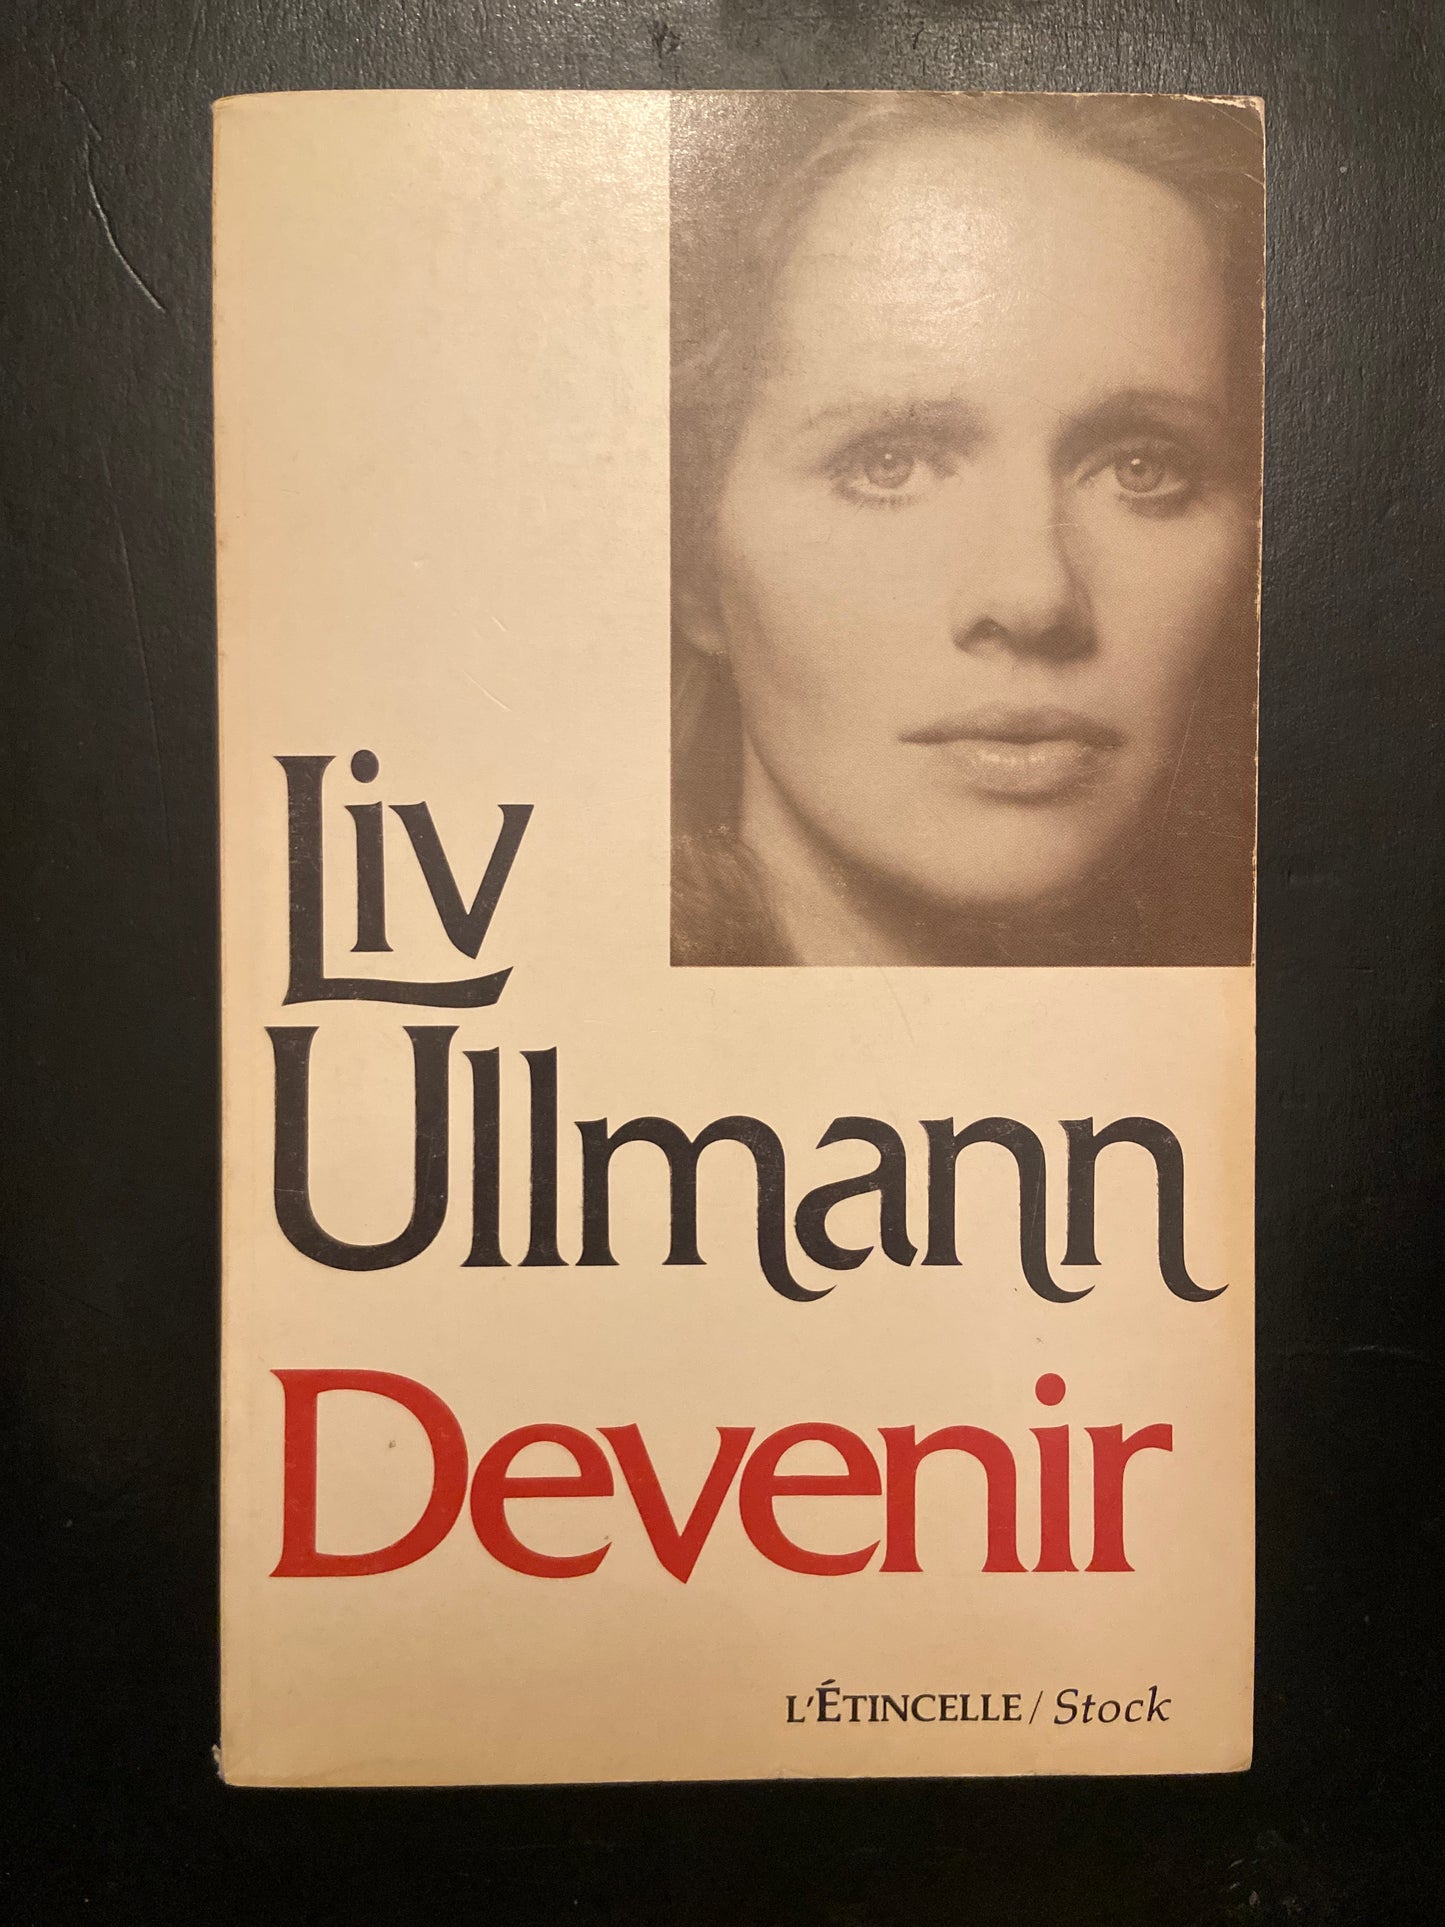 Liv
Ullmann
Devenir
L'ÉTINCELLE / Stock